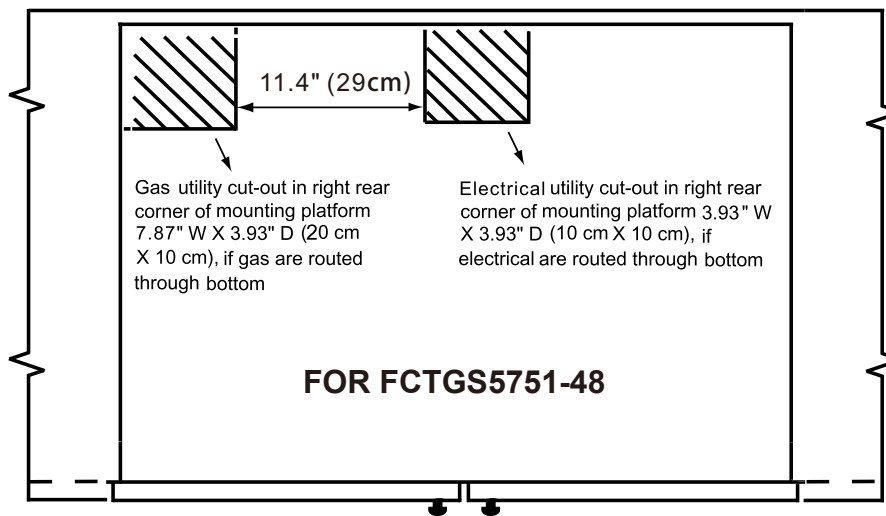 11.4" (29cm)
Gas utility cut-out in right rear
corner of mounting platform
7.87" W X 3.93" D (20 cm
X 10 cm), if gas are routed
through bottom
Electrical utility cut-out in right rear
corner of mounting platform 3.93" W
X 3.93" D (10 cm X 10 cm), if
electrical are routed through bottom
FOR FCTGS5751-48